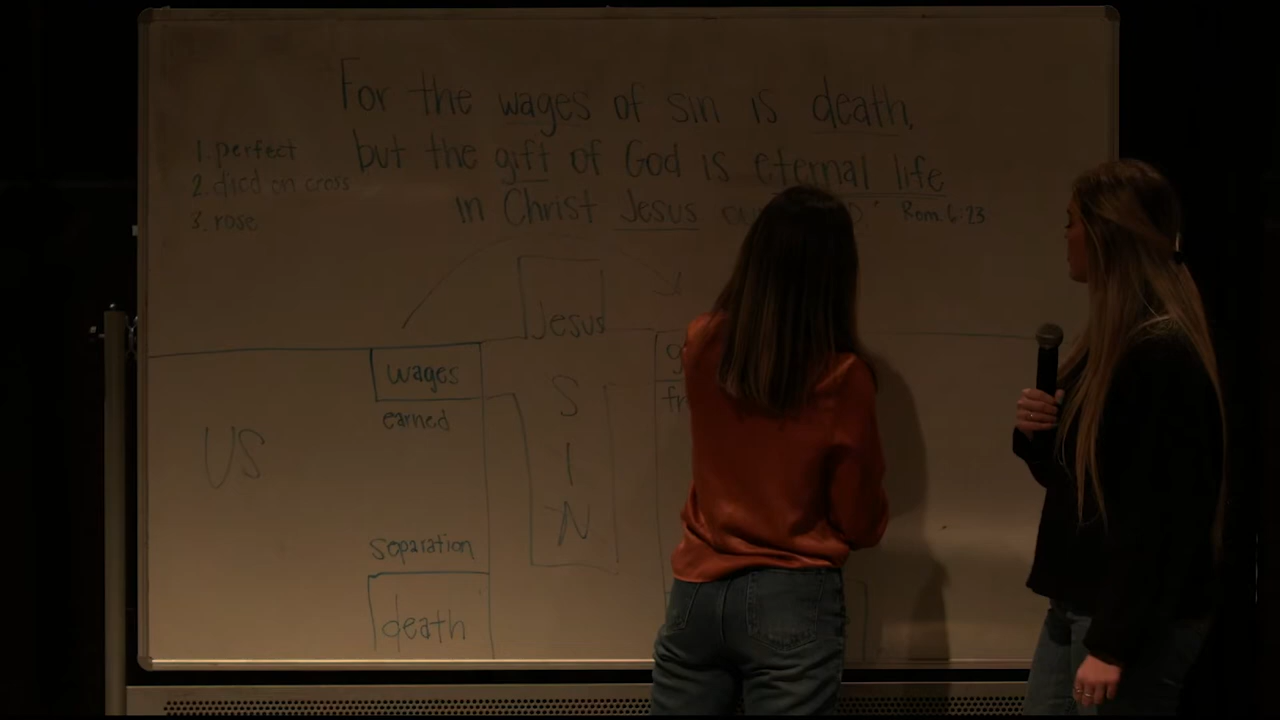 For the wages of sin is death,
but the gift of God is eternal life
in Christ Jesus Rom. 6:23
1. perfect
2. died on cross
3. rose
Jesus
wages
earned
US
S
I
N
separation
death